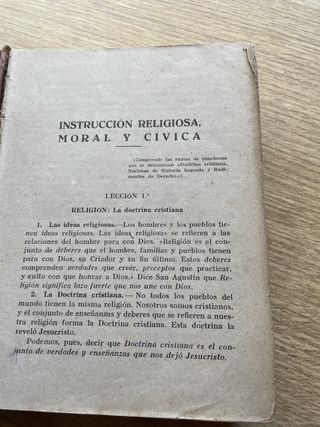 INSTRUCCIÓN RELIGIOSA,
MORAL Y CÍVICA
«Comprende las ramas de enseñanza
que se denominan «Doctrina cristiana,
Nociones de Historia Sagrada y Rudi-
mentos de Derecho.»)
LECCIÓN 1.ª
RELIGIÓN: La doctrina cristiana
1. Las ideas religiosas.—Los hombres y los pueblos tie-
nen ideas religiosas. Las ideas religiosas se refieren a las
relaciones del hombre para con Dios. «Religión es el con-
junto de deberes que el hombre, familias y pueblos tienen
para con Dios, su Criador y su fin último. Estos deberes
comprenden verdades que creer, preceptos que practicar,
y culto con que honrar a Dios.» Dice San Agustín que Re-
ligión significa lazo fuerte que nos une con Dios.
2. La Doctrina cristiana.—No todos los pueblos del
mundo tienen la misma religión. Nosotros somos cristianos,
y el conjunto de enseñanzas y deberes que se refieren a nues-
tra religión forma la Doctrina cristiana. Esta doctrina la
reveló Jesucristo.
Podemos, pues, decir que Doctrina cristiana es el con-
junto de verdades y enseñanzas que nos dejó Jesucristo.